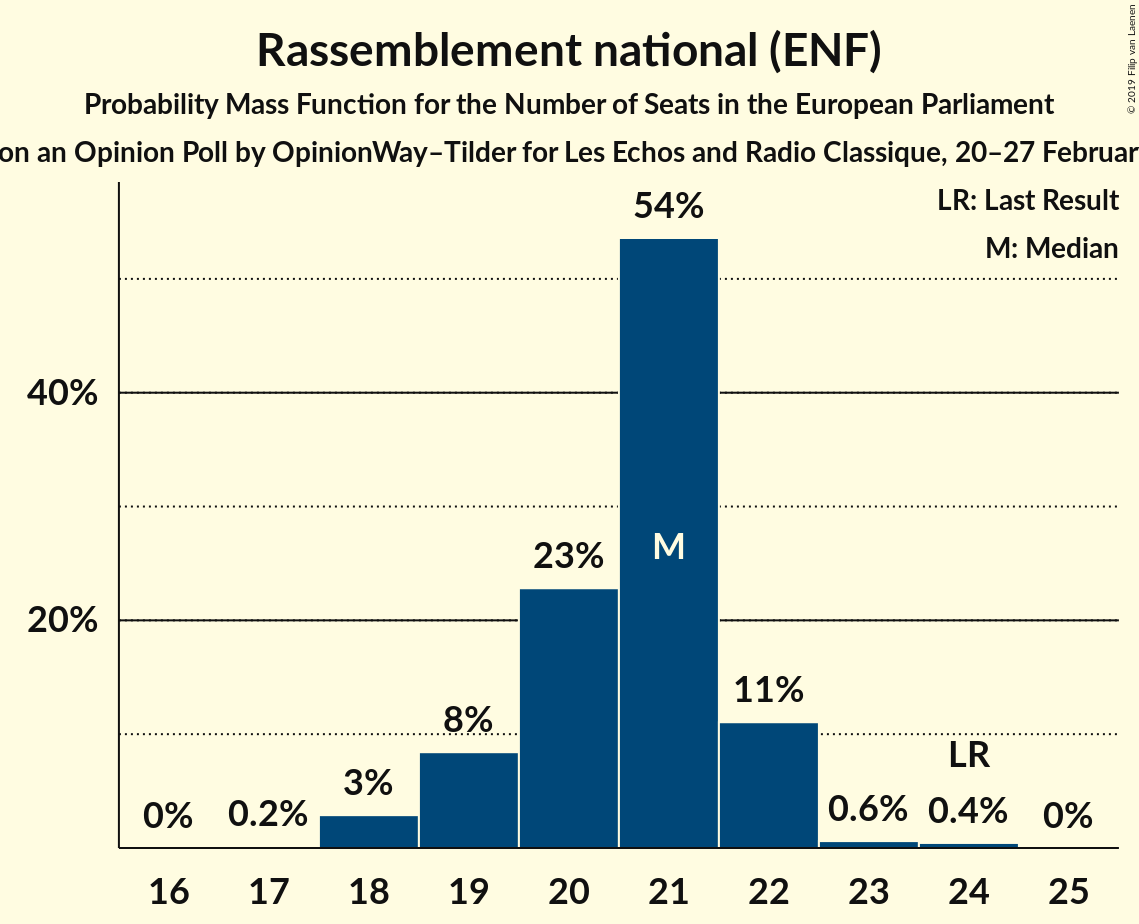 Rassemblement national (ENF)
Probability Mass Function for the Number of Seats in the European Parliament
on an Opinion Poll by OpinionWay–Tilder for Les Echos and Radio Classique, 20–27 Februar
© 2019 Filip van Laenen
LR: Last Result
M: Median
54%
40%
23%
M
20%
11%
8%
LR
3%
0%
0.2%
0.6%
0.4%
0%
16 17 18 19 20 21 22 23 24 25